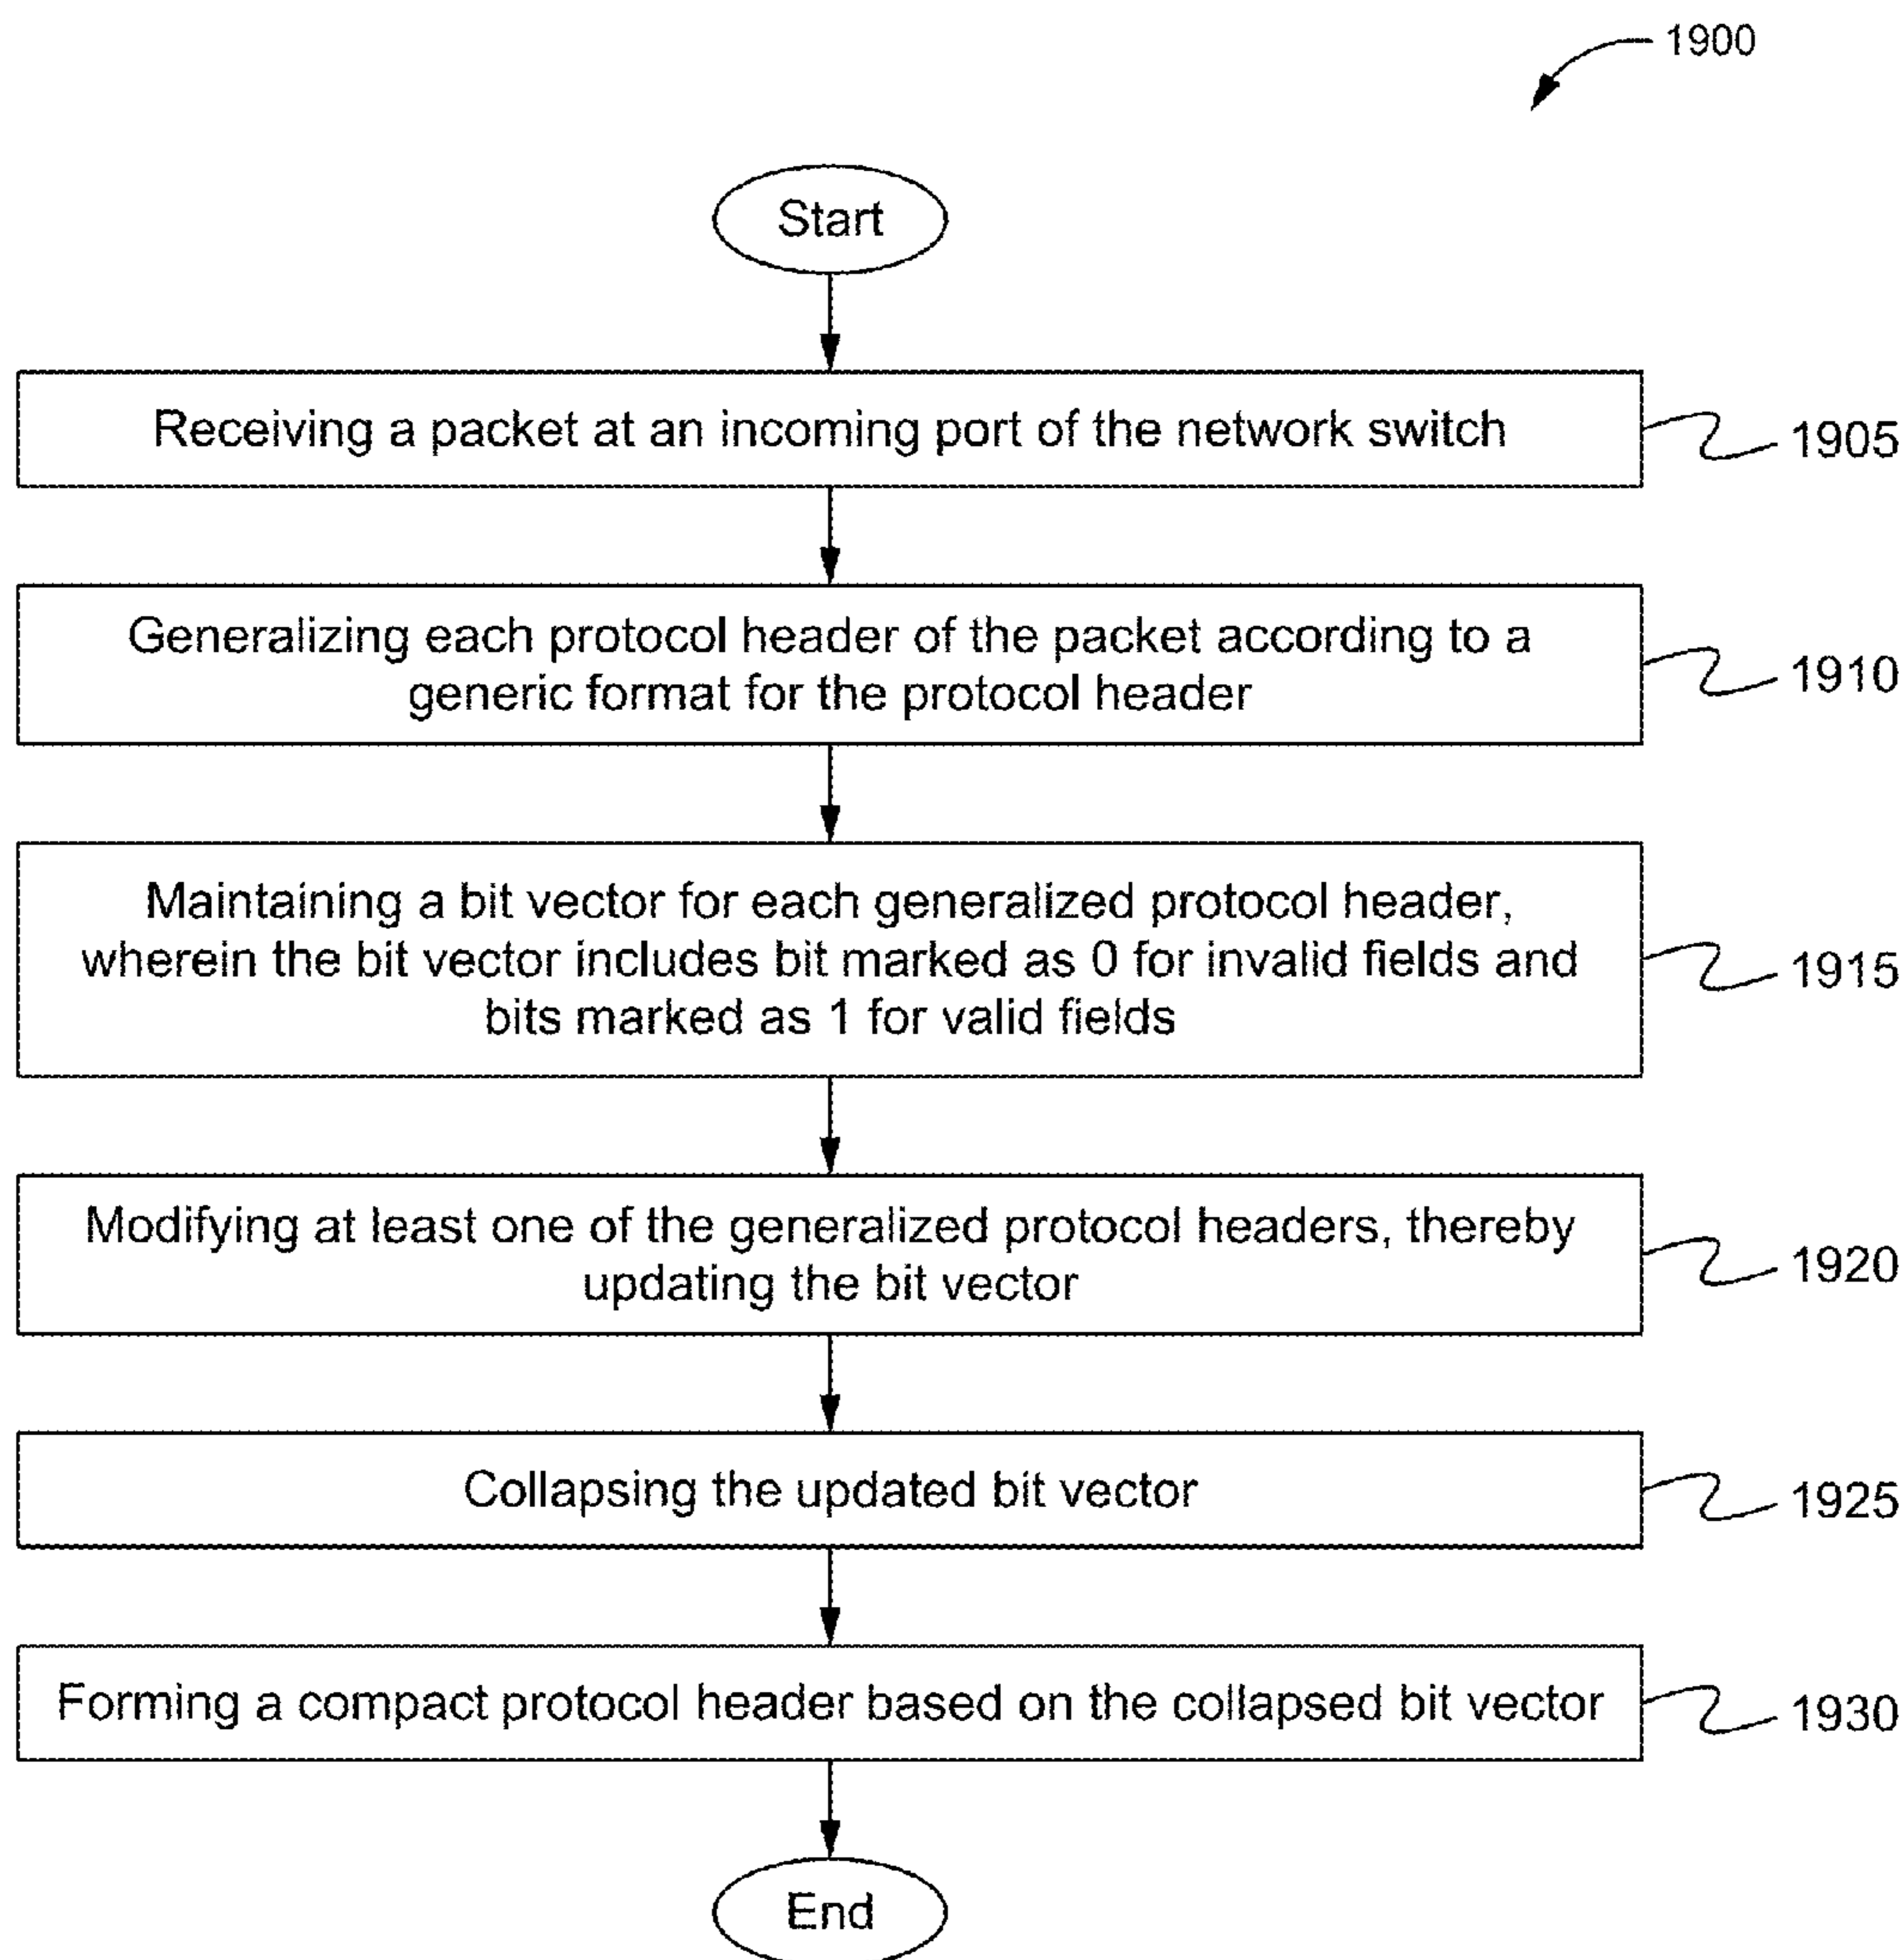 1900
Start
Receiving a packet at an incoming port of the network switch
1905
Generalizing each protocol header of the packet according to a
generic format for the protocol header
1910
Maintaining a bit vector for each generalized protocol header,
wherein the bit vector includes bit marked as 0 for invalid fields and
bits marked as 1 for valid fields
1915
Modifying at least one of the generalized protocol headers, thereby
updating the bit vector
1920
Collapsing the updated bit vector
1925
Forming a compact protocol header based on the collapsed bit vector
1930
End